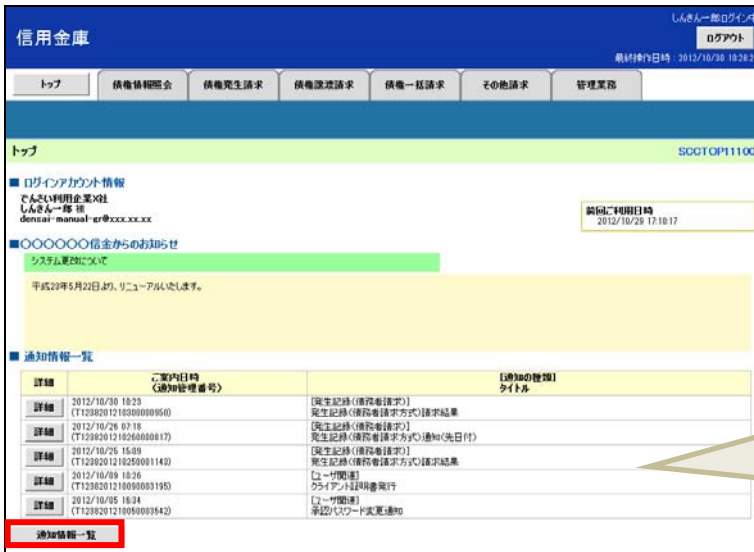 しんきん一郎ログイン中
信用金庫
ログアウト
最終操作日時：2012/10/30 10:28:2
トップ 債権情報照会 債権発生請求 債権譲渡請求 債権一括請求 その他請求 管理業務
トップ SCCTOP11100
■ ログインアカウント情報
でんさい利用企業X社
しんきん一郎 様
densai-manual-gr@xxx.xx.xx
前回ご利用日時
2012/10/29 17:10:17
■〇〇〇〇〇〇信金からのお知らせ
システム更改について
平成23年5月22日より、リニューアルいたします。
■ 通知情報一覧
詳細 ご案内日時 [通知の種類]
(通知管理番号) タイトル
詳細 2012/10/30 10:23 [発生記録(債務者請求)]
(T1238201210300000950) 発生記録(債務者請求方式)請求結果
詳細 2012/10/26 07:18 [発生記録(債務者請求)]
(T1238201210260000817) 発生記録(債務者請求方式)通知(先日付)
詳細 2012/10/25 15:09 [発生記録(債務者請求)]
(T1238201210250001143) 発生記録(債務者請求方式)請求結果
詳細 2012/10/09 10:26 [ユーザ関連]
(T1238201210090003195) クライアント証明書発行
詳細 2012/10/05 16:34 [ユーザ関連]
(T1238201210050003542) 承認パスワード変更通知
通知情報一覧